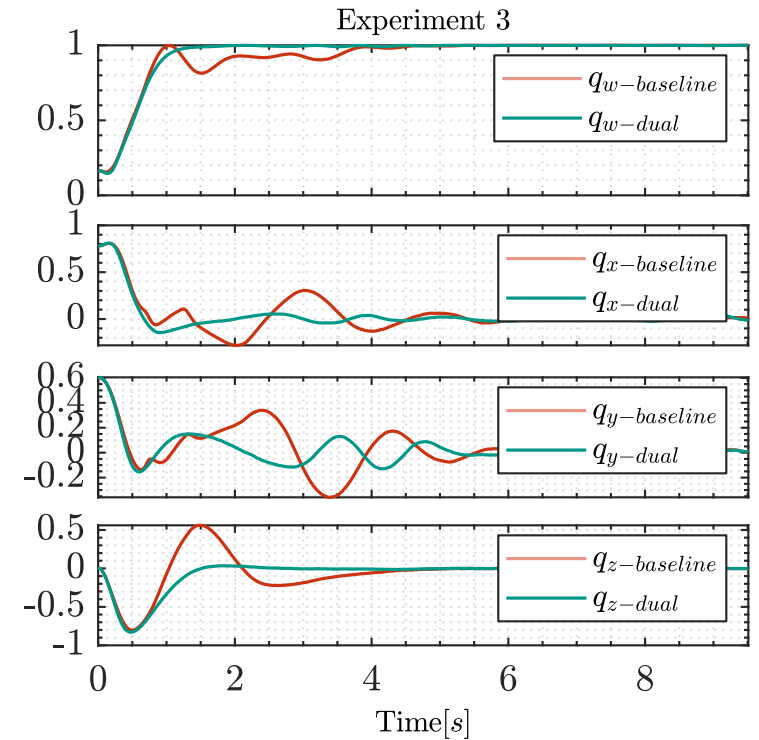 Experiment 3
1
0.5
0
q_{w-baseline}
q_{w-dual}
1
0.5
0
q_{x-baseline}
q_{x-dual}
0.6
0.4
0.2
0
-0.2
q_{y-baseline}
q_{y-dual}
0.5
0
-0.5
-1
q_{z-baseline}
q_{z-dual}
0 2 4 6 8
Time[s]